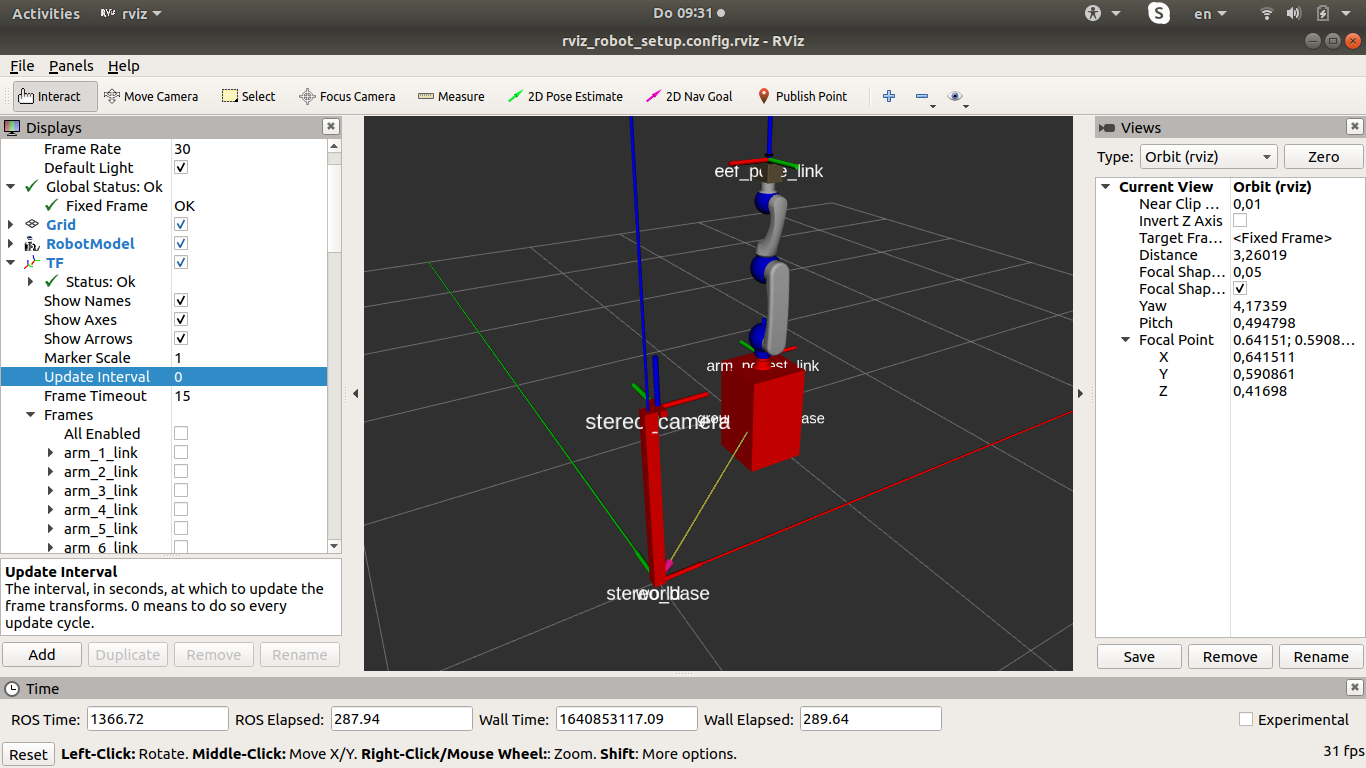 Activities rviz Do 09:31 en
rviz_robot_setup.config.rviz - RViz
File Panels Help
Interact Move Camera Select Focus Camera Measure 2D Pose Estimate 2D Nav Goal Publish Point
Displays
Frame Rate 30
Default Light
Global Status: Ok
Fixed Frame OK
Grid
RobotModel
TF
Status: Ok
Show Names
Show Axes
Show Arrows
Marker Scale 1
Update Interval 0
Frame Timeout 15
Frames
All Enabled
arm_1_link
arm_2_link
arm_3_link
arm_4_link
arm_5_link
arm_6_link
Update Interval
The interval, in seconds, at which to update the
frame transforms. 0 means to do so every
update cycle.
Add Duplicate Remove Rename
stereo_camera
stereo_base
world
Views
Type: Orbit (rviz) Zero
Current View Orbit (rviz)
Near Clip ... 0,01
Invert Z Axis
Target Fra... <Fixed Frame>
Distance 3,26019
Focal Shap... 0,05
Focal Shap...
Yaw 4,17359
Pitch 0,494798
Focal Point 0.64151; 0.5908...
X 0,641511
Y 0,590861
Z 0,41698
Save Remove Rename
Time
ROS Time: 1366.72 ROS Elapsed: 287.94 Wall Time: 1640853117.09 Wall Elapsed: 289.64 Experimental
Reset Left-Click: Rotate. Middle-Click: Move X/Y. Right-Click/Mouse Wheel:: Zoom. Shift: More options. 31 fps